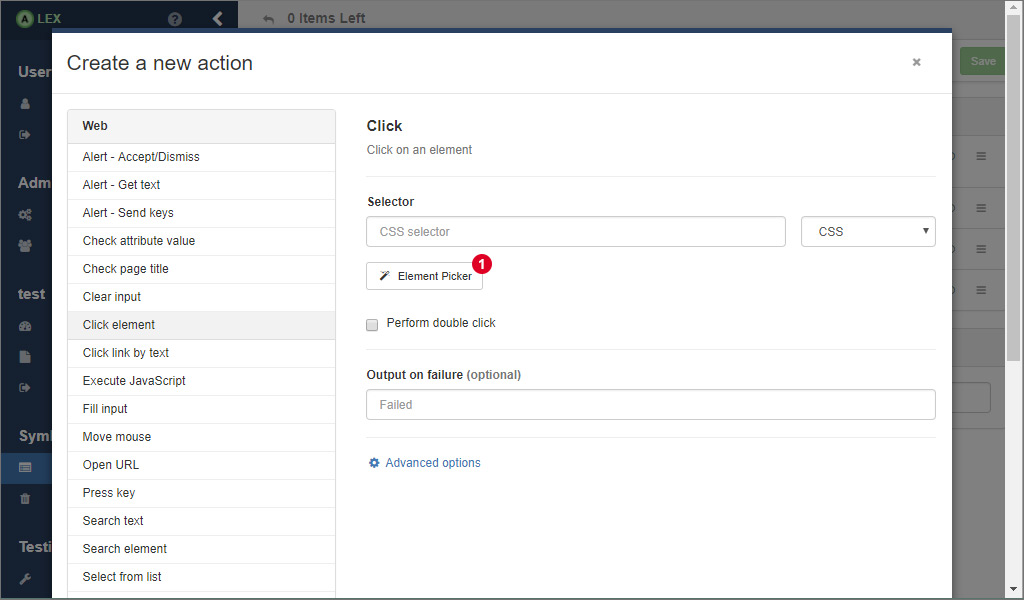 A LEX
0 Items Left
Create a new action
×
Save
User
Adm
test
Symb
Testi
Web
Alert - Accept/Dismiss
Alert - Get text
Alert - Send keys
Check attribute value
Check page title
Clear input
Click element
Click link by text
Execute JavaScript
Fill input
Move mouse
Open URL
Press key
Search text
Search element
Select from list
Click
Click on an element
Selector
CSS selector
CSS
Element Picker
1
Perform double click
Output on failure (optional)
Failed
Advanced options